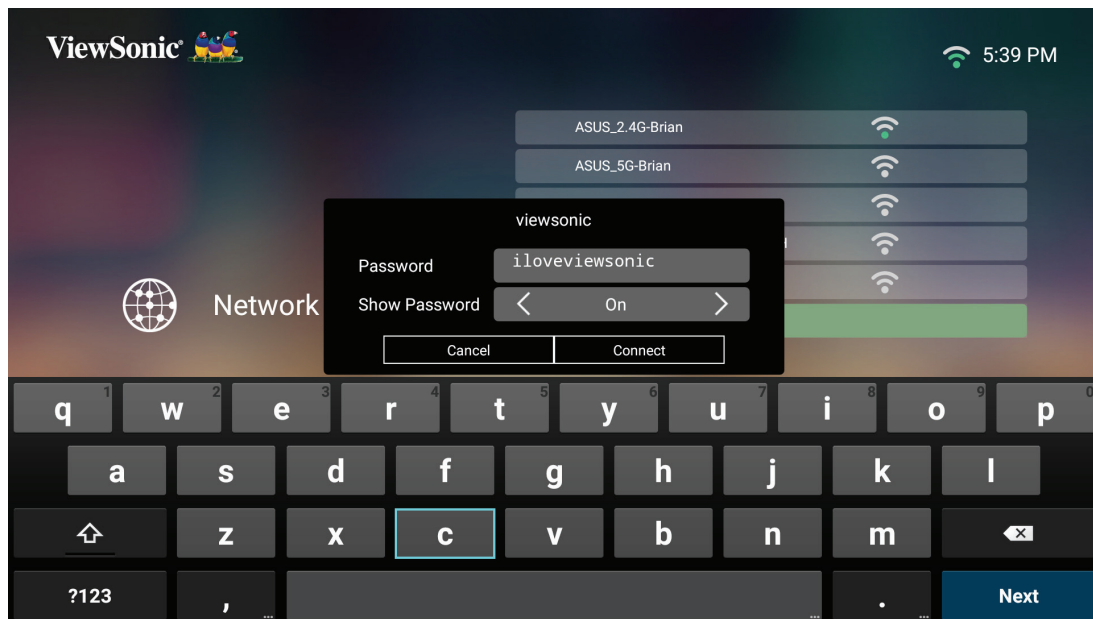 ViewSonic®
5:39 PM
ASUS_2.4G-Brian
ASUS_5G-Brian
viewsonic
Password iloveviewsonic
Show Password On
Network
Cancel Connect
q 1 w 2 e 3 r 4 t 5 y 6 u 7 i 8 o 9 p 0
a s d f g h j k l
z x c v b n m
?123 , . Next